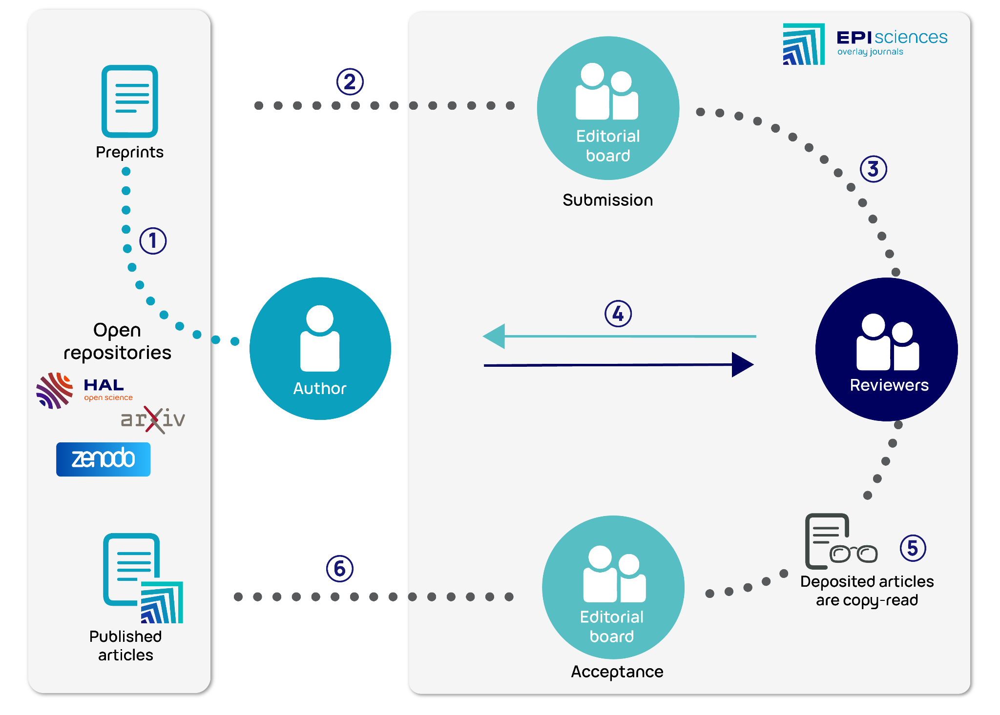 EPIsciences
overlay journals
2
Editorial
board
Submission
Preprints
3
1
Open
repositories
HAL
open science
arXiv
zenodo
Author
4
Reviewers
5
Deposited articles
are copy-read
6
Editorial
board
Acceptance
Published
articles